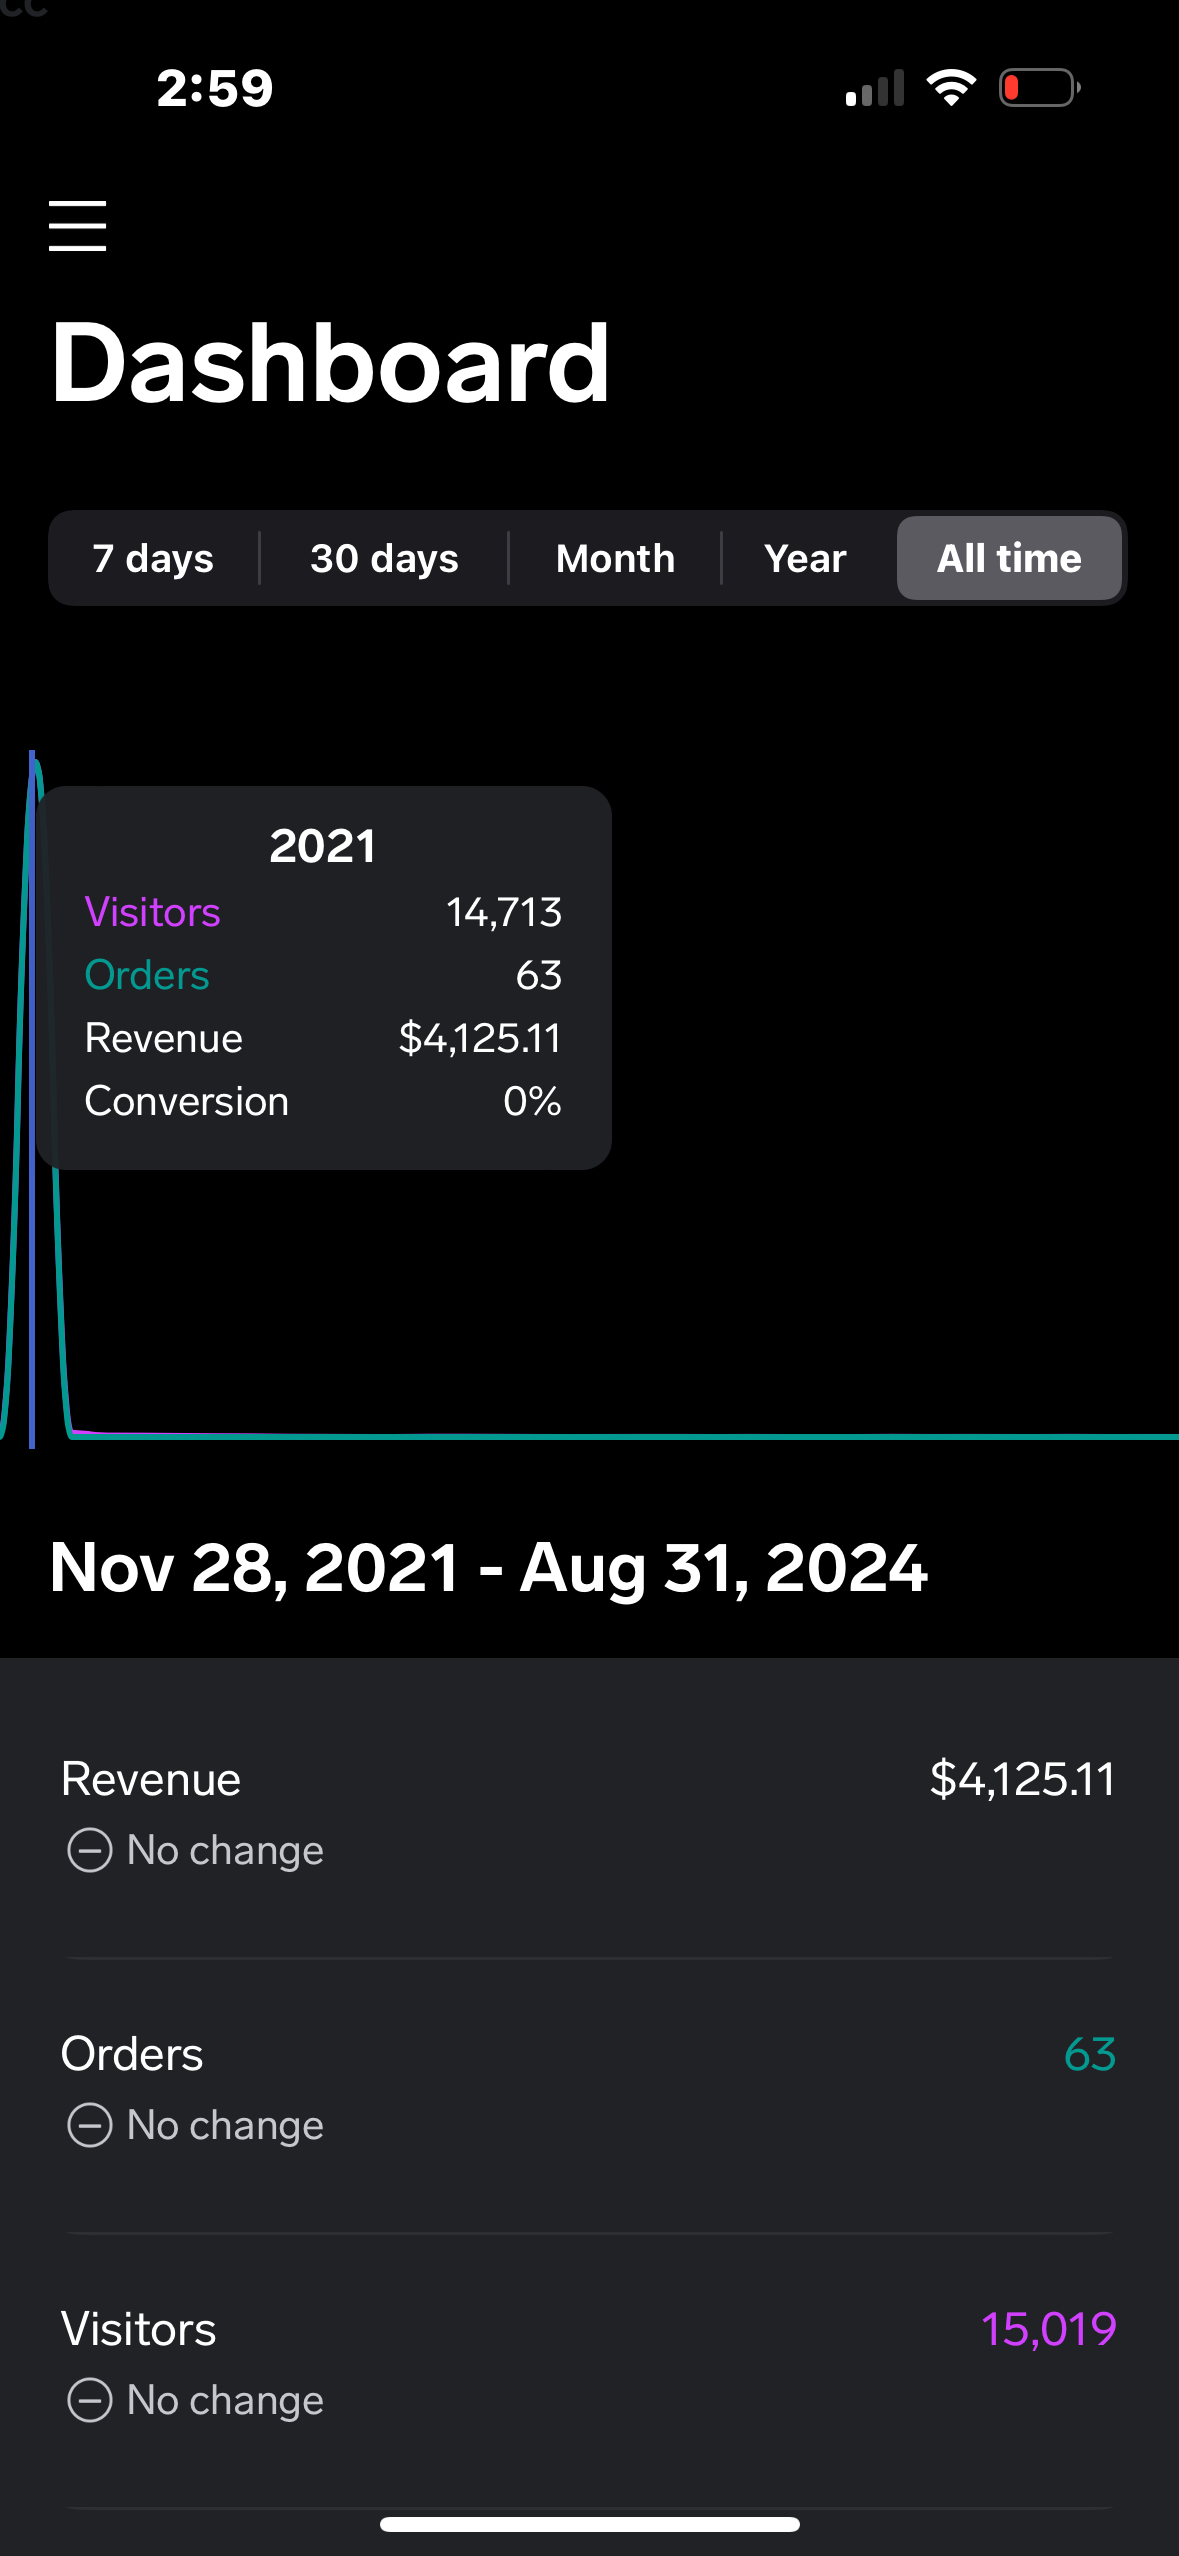 2:59
Dashboard
7 days 30 days Month Year All time
2021
Visitors 14,713
Orders 63
Revenue $4,125.11
Conversion 0%
Nov 28, 2021 - Aug 31, 2024
Revenue $4,125.11
No change
Orders 63
No change
Visitors 15,019
No change